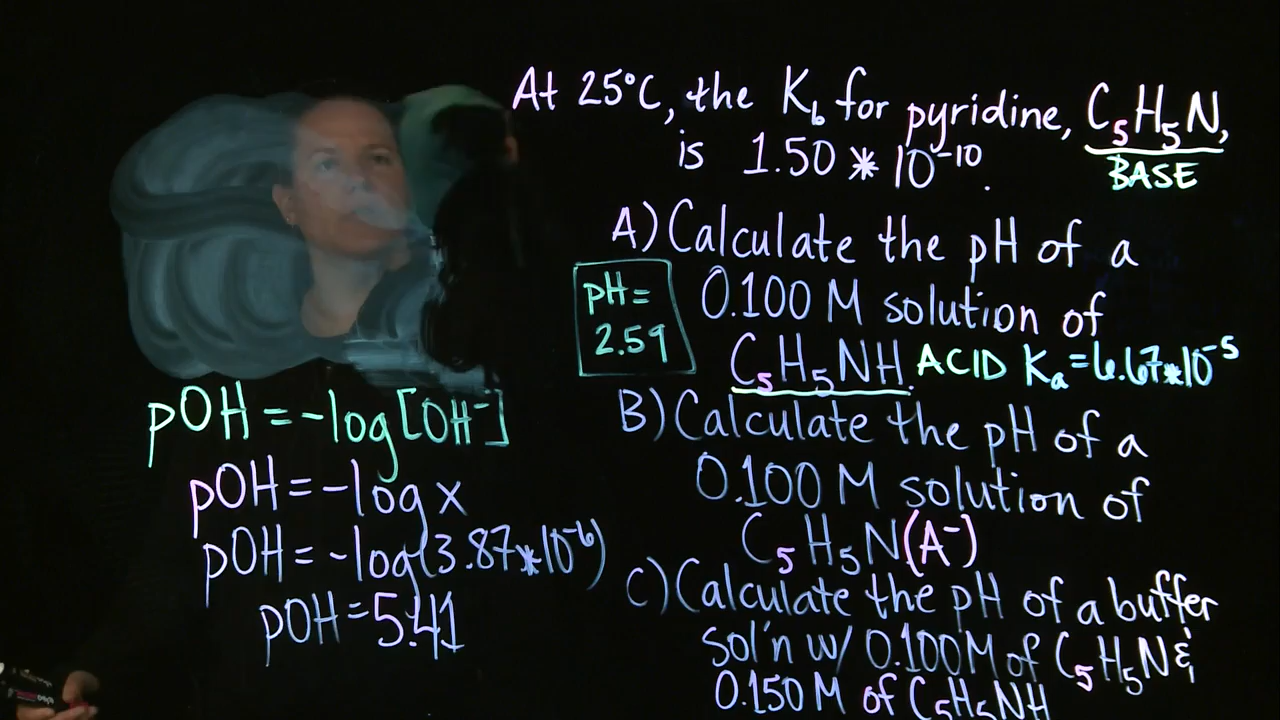 At 25°C, the K_b for pyridine, C₅H₅N,
is 1.50 * 10⁻¹⁰.
BASE
A) Calculate the pH of a
0.100 M solution of
C₅H₅NH. ACID Kₐ = 6.67*10⁻⁵
pH =
2.59
B) Calculate the pH of a
0.100 M solution of
C₅H₅N (A⁻)
C) Calculate the pH of a buffer
sol'n w/ 0.100 M of C₅H₅N &
0.150 M of C₅H₅NH
pOH = -log[OH⁻]
pOH = -log x
pOH = -log(3.87*10⁻⁶)
pOH = 5.41